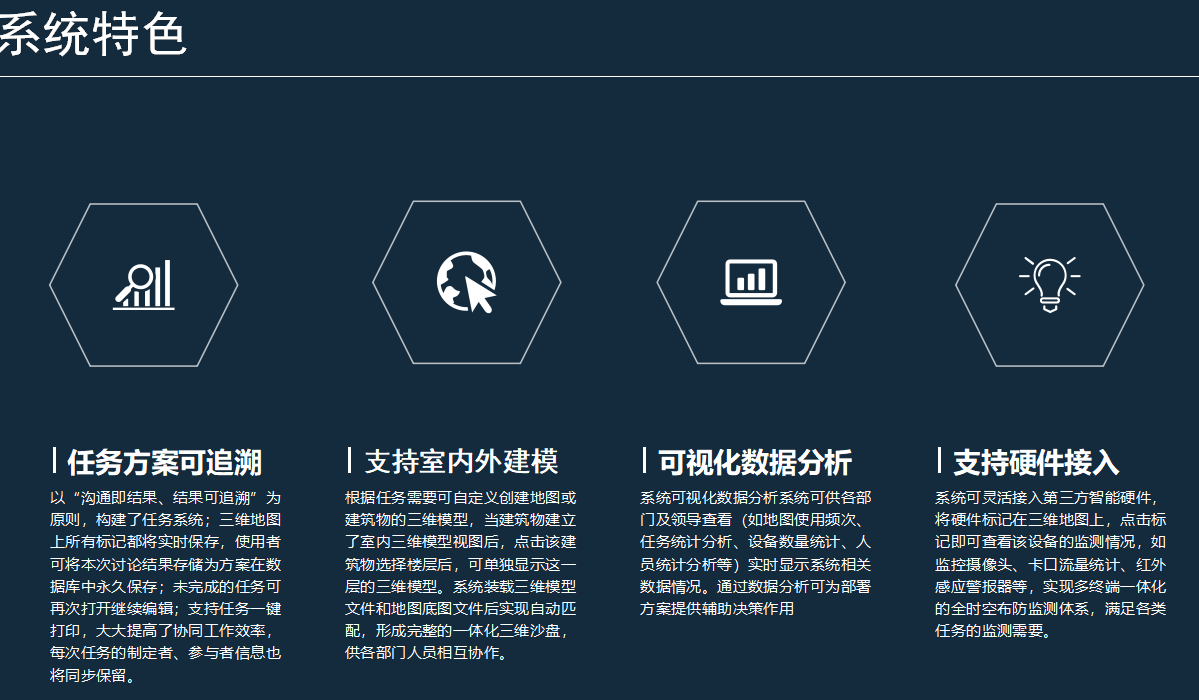 系统特色
任务方案可追溯
以“沟通即结果、结果可追溯”为
原则，构建了任务系统；三维地图
上所有标记都将实时保存，使用者
可将本次讨论结果存储为方案在数
据库中永久保存；未完成的任务可
再次打开继续编辑；支持任务一键
打印，大大提高了协同工作效率，
每次任务的制定者、参与者信息也
将同步保留。
支持室内外建模
根据任务需要可自定义创建地图或
建筑物的三维模型，当建筑物建立
了室内三维模型视图后，点击该建
筑物选择楼层后，可单独显示这一
层的三维模型。系统装载三维模型
文件和地图底图文件后实现自动匹
配，形成完整的一体化三维沙盘，
供各部门人员相互协作。
可视化数据分析
系统可视化数据分析系统可供各部
门及领导查看（如地图使用频次、
任务统计分析、设备数量统计、人
员统计分析等）实时显示系统相关
数据情况。通过数据分析可为部署
方案提供辅助决策作用
支持硬件接入
系统可灵活接入第三方智能硬件，
将硬件标记在三维地图上，点击标
记即可查看该设备的监测情况，如
监控摄像头、卡口流量统计、红外
感应警报器等，实现多终端一体化
的全时空布防监测体系，满足各类
任务的监测需要。